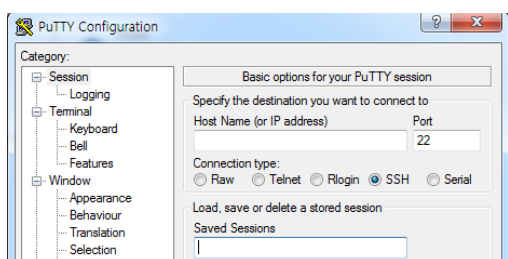 PuTTY Configuration
Category:
Session
Logging
Terminal
Keyboard
Bell
Features
Window
Appearance
Behaviour
Translation
Selection
Basic options for your PuTTY session
Specify the destination you want to connect to
Host Name (or IP address) Port
22
Connection type:
Raw Telnet Rlogin SSH Serial
Load, save or delete a stored session
Saved Sessions